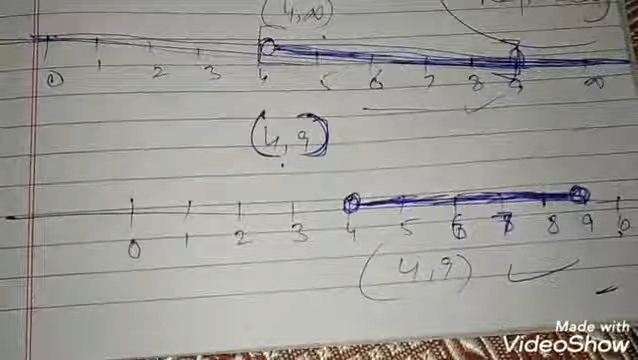 (4,∞)
0 1 2 3 4 5 6 7 8 9 ∞
(4, 9)
0 1 2 3 4 5 6 7 8 9
(4,9)
Made with
VideoShow